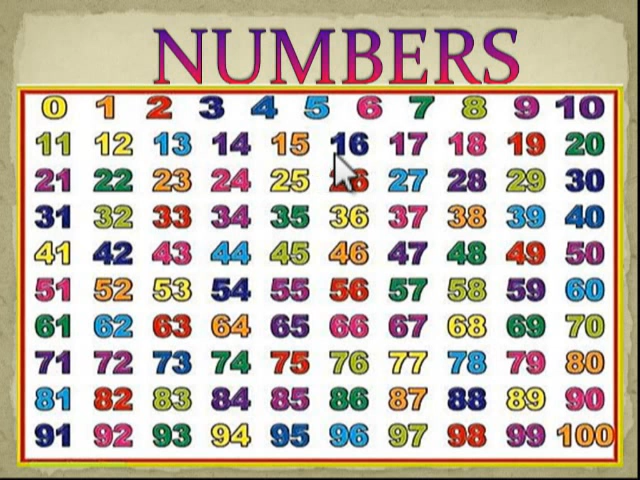 NUMBERS
0 1 2 3 4 5 6 7 8 9 10
11 12 13 14 15 16 17 18 19 20
21 22 23 24 25 26 27 28 29 30
31 32 33 34 35 36 37 38 39 40
41 42 43 44 45 46 47 48 49 50
51 52 53 54 55 56 57 58 59 60
61 62 63 64 65 66 67 68 69 70
71 72 73 74 75 76 77 78 79 80
81 82 83 84 85 86 87 88 89 90
91 92 93 94 95 96 97 98 99 100